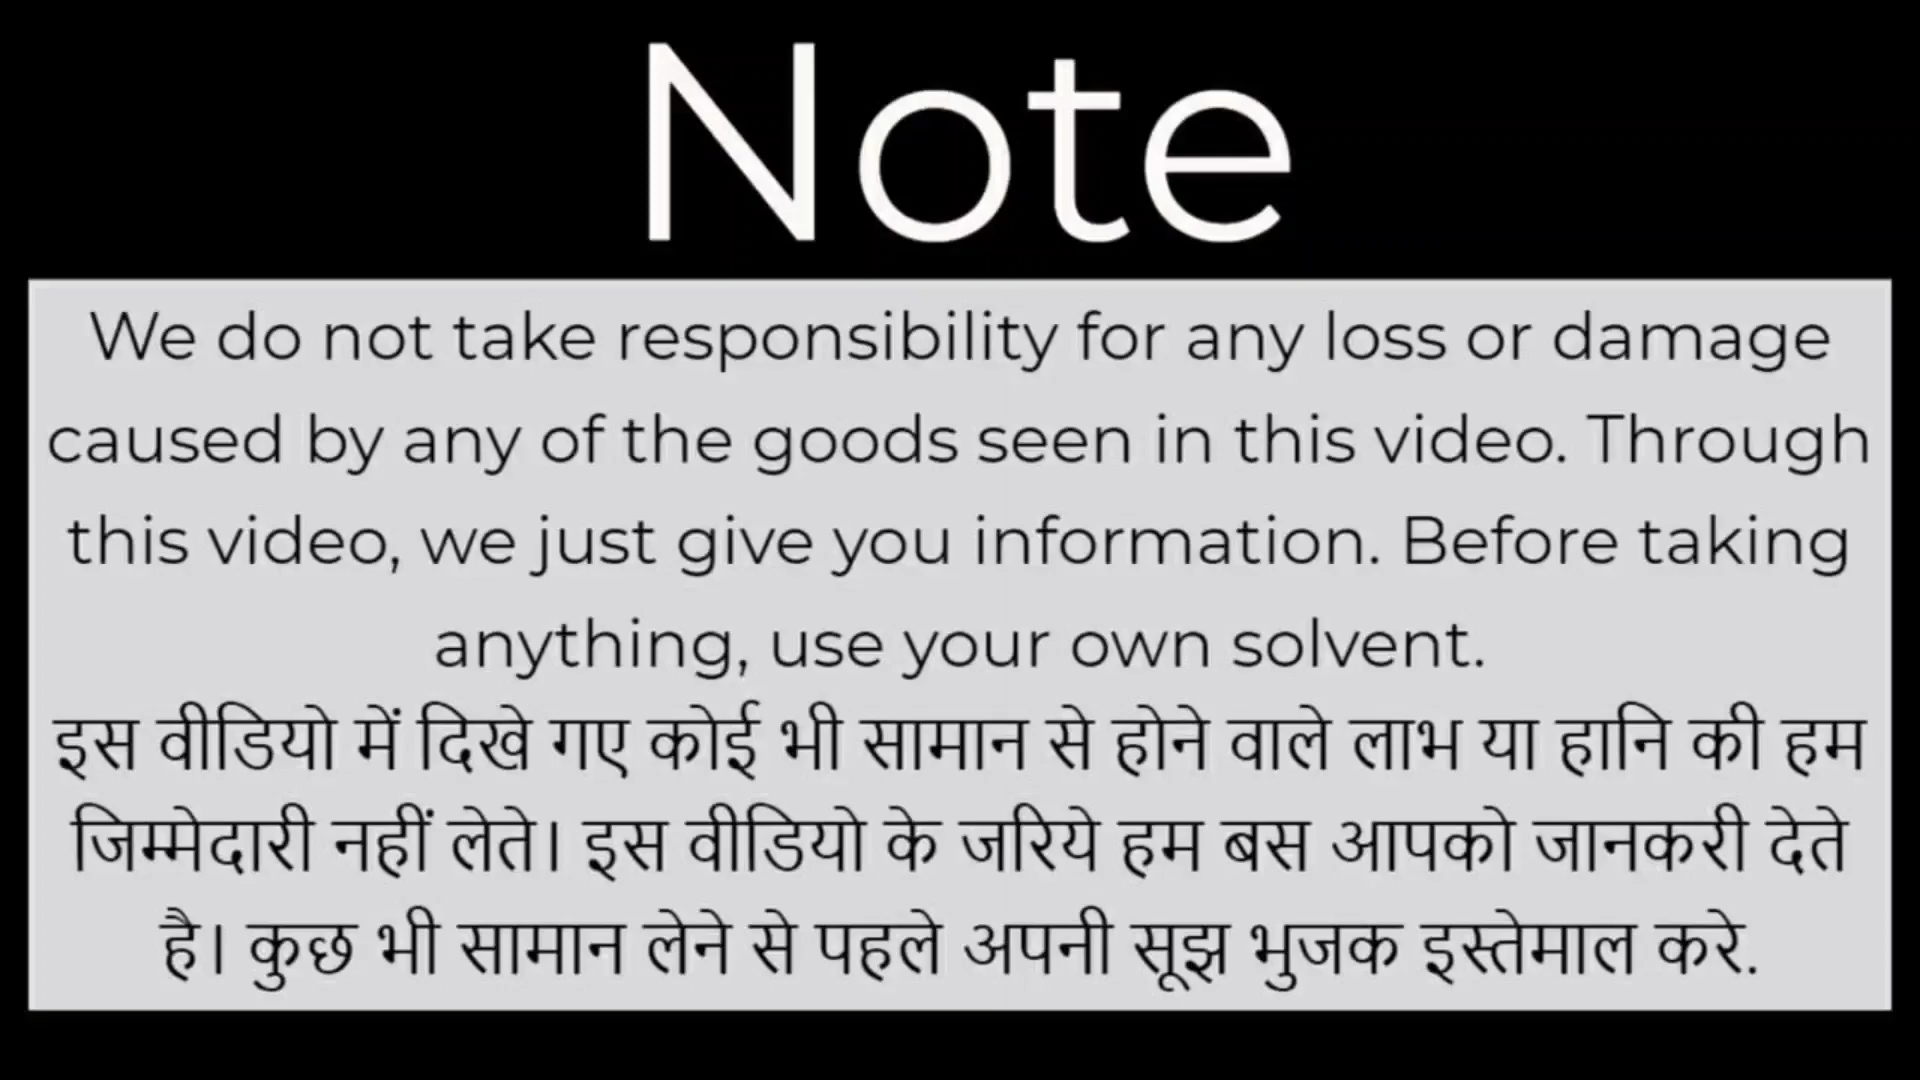 Note
We do not take responsibility for any loss or damage
caused by any of the goods seen in this video. Through
this video, we just give you information. Before taking
anything, use your own solvent.
इस वीडियो में दिखे गए कोई भी सामान से होने वाले लाभ या हानि की हम
जिम्मेदारी नहीं लेते। इस वीडियो के जरिये हम बस आपको जानकरी देते
है। कुछ भी सामान लेने से पहले अपनी सूझ भुजक इस्तेमाल करे.